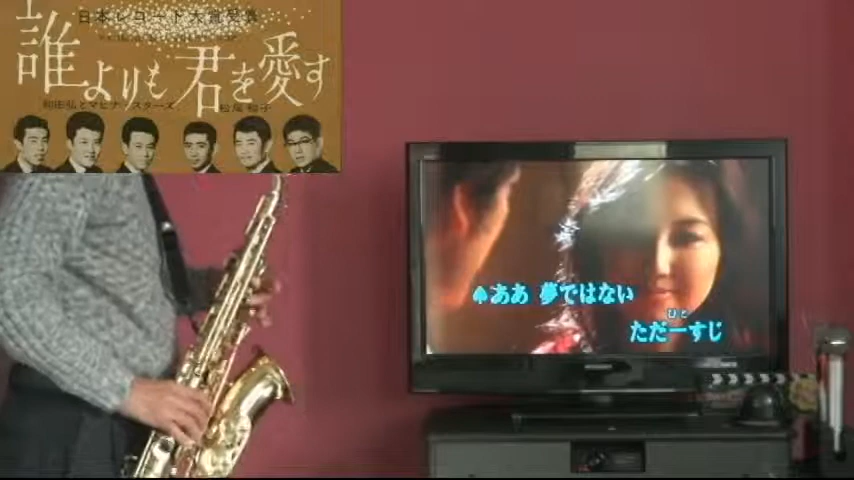 日本レコード大賞受賞
誰よりも君を愛す
和田弘とマヒナ・スターズ 松尾和子
♠ああ 夢ではない
ひと
ただ一すじ